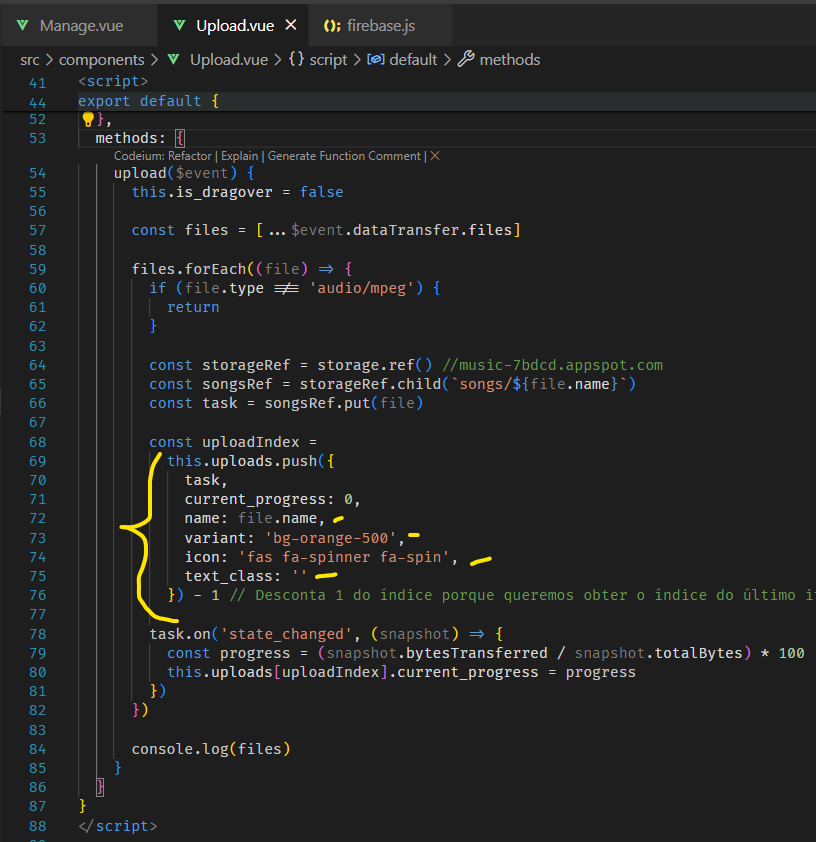 Manage.vue Upload.vue firebase.js
src > components > Upload.vue > {} script > default > methods
41 <script>
44 export default {
52 },
53 methods: {
Codeium: Refactor | Explain | Generate Function Comment | X
54 upload($event) {
55 this.is_dragover = false
56
57 const files = [...$event.dataTransfer.files]
58
59 files.forEach((file) => {
60 if (file.type !== 'audio/mpeg') {
61 return
62 }
63
64 const storageRef = storage.ref() //music-7bdcd.appspot.com
65 const songsRef = storageRef.child(`songs/${file.name}`)
66 const task = songsRef.put(file)
67
68 const uploadIndex =
69 this.uploads.push({
70 task,
71 current_progress: 0,
72 name: file.name,
73 variant: 'bg-orange-500',
74 icon: 'fas fa-spinner fa-spin',
75 text_class: ''
76 }) - 1 // Desconta 1 do índice porque queremos obter o índice do último
77
78 task.on('state_changed', (snapshot) => {
79 const progress = (snapshot.bytesTransferred / snapshot.totalBytes) * 100
80 this.uploads[uploadIndex].current_progress = progress
81 })
82 })
83
84 console.log(files)
85 }
86 }
87 }
88 </script>